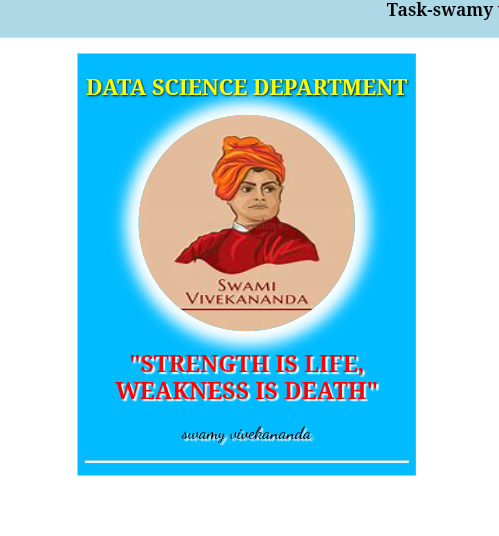 Task-swamy
DATA SCIENCE DEPARTMENT
SWAMI
VIVEKANANDA
"STRENGTH IS LIFE,
WEAKNESS IS DEATH"
swamy vivekananda